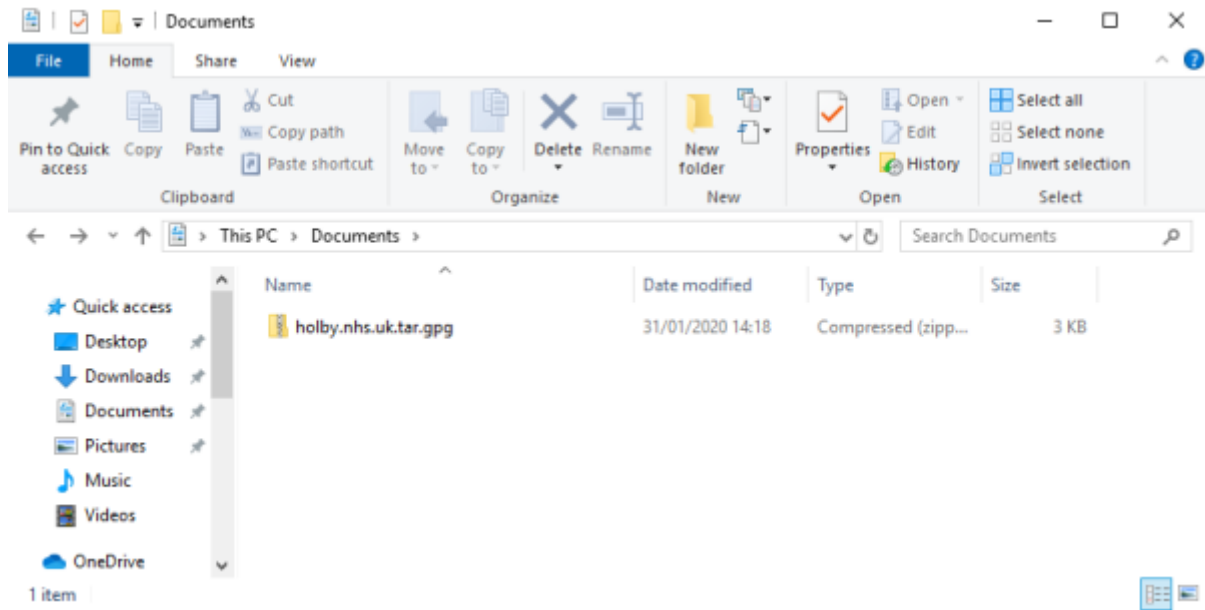 Documents
File Home Share View
Pin to Quick access
Copy
Paste
Cut
Copy path
Paste shortcut
Clipboard
Move to
Copy to
Delete
Rename
Organize
New folder
New
Properties
Open
Edit
History
Open
Select all
Select none
Invert selection
Select
This PC > Documents >
Search Documents
Name Date modified Type Size
holby.nhs.uk.tar.gpg 31/01/2020 14:18 Compressed (zipp... 3 KB
Quick access
Desktop
Downloads
Documents
Pictures
Music
Videos
OneDrive
1 item